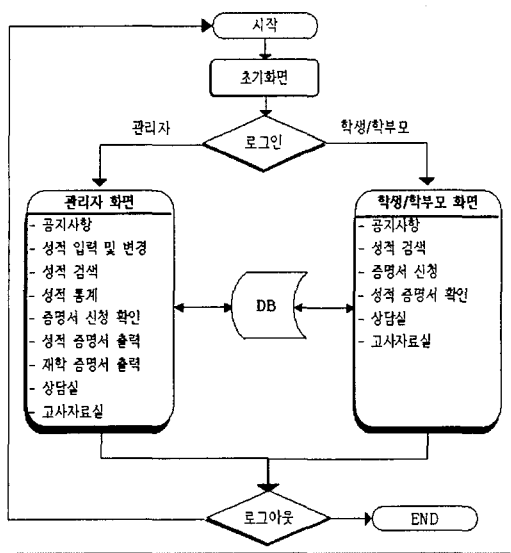 시작
초기화면
관리자
로그인
학생/학부모
관리자 화면
- 공지사항
- 성적 입력 및 변경
- 성적 검색
- 성적 통계
- 증명서 신청 확인
- 성적 증명서 출력
- 재학 증명서 출력
- 상담실
- 고사자료실
DB
학생/학부모 화면
- 공지사항
- 성적 검색
- 증명서 신청
- 성적 증명서 확인
- 상담실
- 고사자료실
로그아웃
END